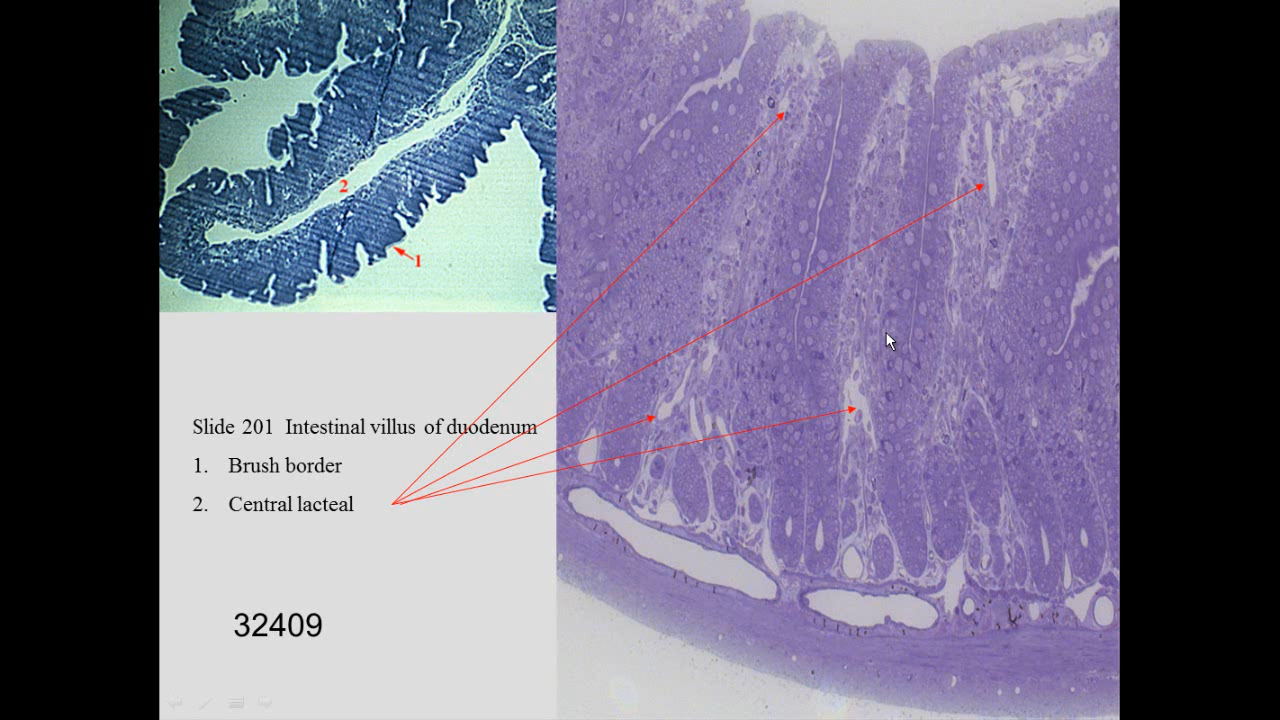 2
1
Slide 201 Intestinal villus of duodenum
1. Brush border
2. Central lacteal
32409